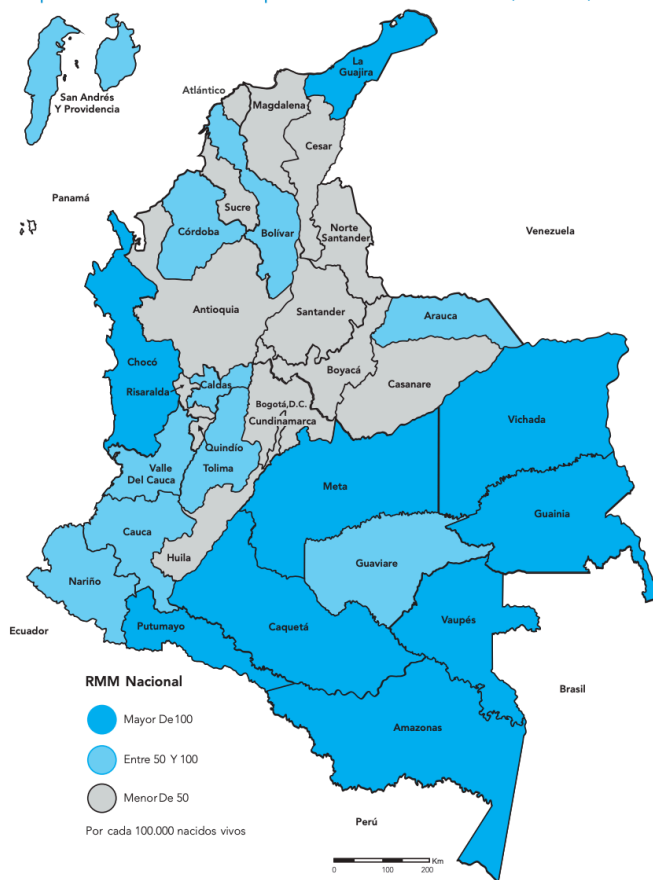 San Andrés
Y Providencia
Atlántico
La
Guajira
Magdalena
Cesar
Panamá
Sucre
Córdoba
Bolívar
Norte
Santander
Venezuela
Antioquia
Santander
Arauca
Chocó
Boyacá
Risaralda
Caldas
Casanare
Bogotá,D.C.
Cundinamarca
Vichada
Quindío
Valle
Del Cauca
Tolima
Meta
Guainia
Cauca
Huila
Guaviare
Nariño
Ecuador
Putumayo
Caquetá
Vaupés
RMM Nacional
Brasil
Mayor De 100
Amazonas
Entre 50 Y 100
Menor De 50
Perú
Por cada 100.000 nacidos vivos
Km
0 100 200